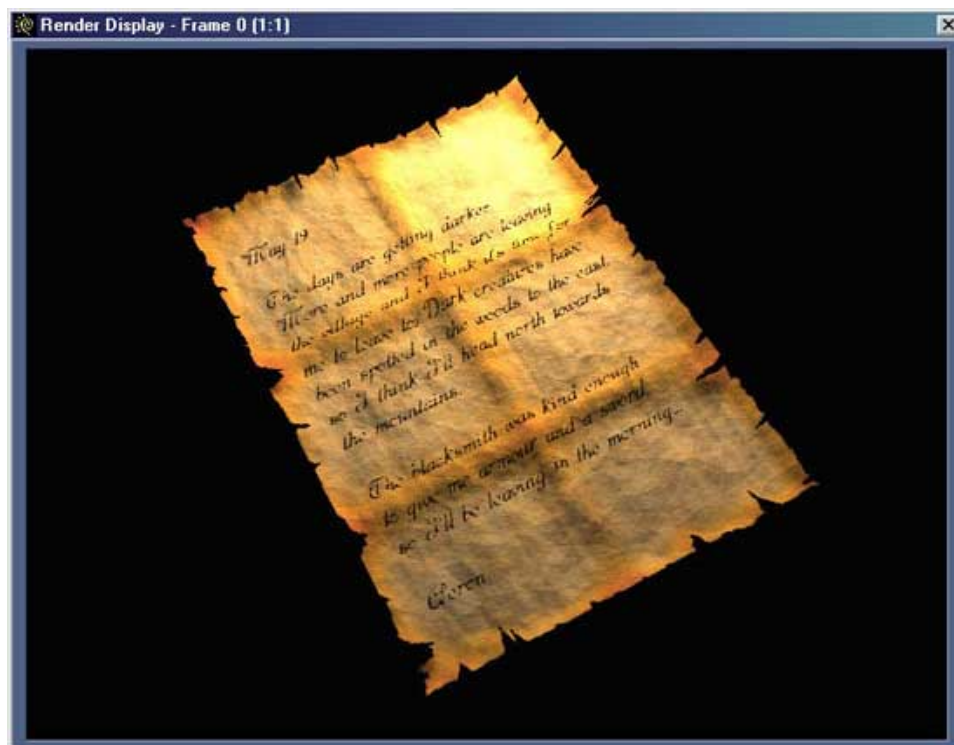 Render Display - Frame 0 (1:1)
May 19
The days are getting darker.
More and more people are leaving
the village and I think it's time for
me to leave too. Dark creatures have
been spotted in the woods to the east
so I think I'll head north towards
the mountains.
The blacksmith was kind enough
to give me armour and a sword
so I'll be leaving in the morning...